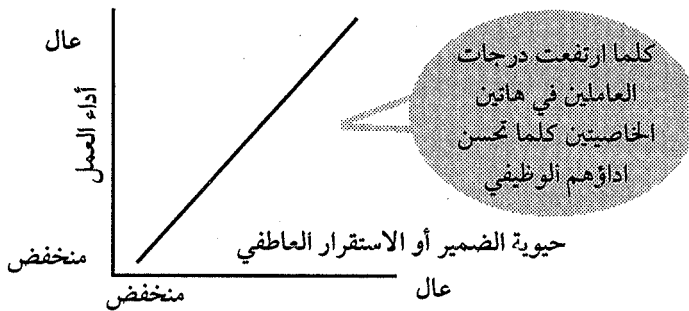 عال
أداء العمل
منخفض
كلما ارتفعت درجات
العاملين في هاتين
الخاصيتين كلما تحسن
اداؤهم الوظيفي
حيوية الضمير أو الاستقرار العاطفي
منخفض
عال